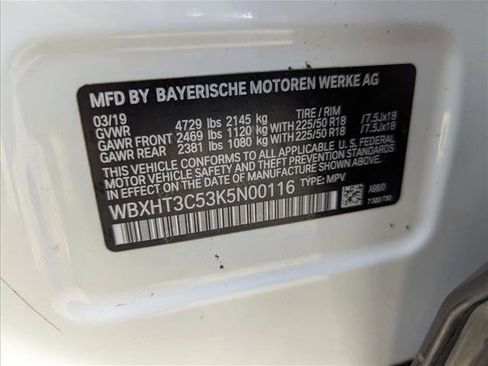 MFD BY BAYERISCHE MOTOREN WERKE AG
03/19 TIRE / RIM
GVWR 4729 lbs 2145 kg
GAWR FRONT 2469 lbs 1120 kg WITH 225/50 R18 /7.5Jx18
GAWR REAR 2381 lbs 1080 kg WITH 225/50 R18 /7.5Jx18
THIS VEHICLE CONFORMS TO ALL APPLICABLE U.S. FEDERAL
MOTOR VEHICLE SAFETY STANDARDS
IN EFFECT ON THE DATE OF MANUFACTURE SHOWN ABOVE.
WBXHT3C53K5N00116 TYPE: MPV